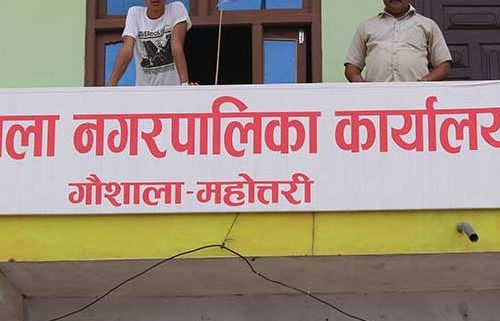 ला नगरपालिका कार्यालय
गौशाला-महोत्तरी